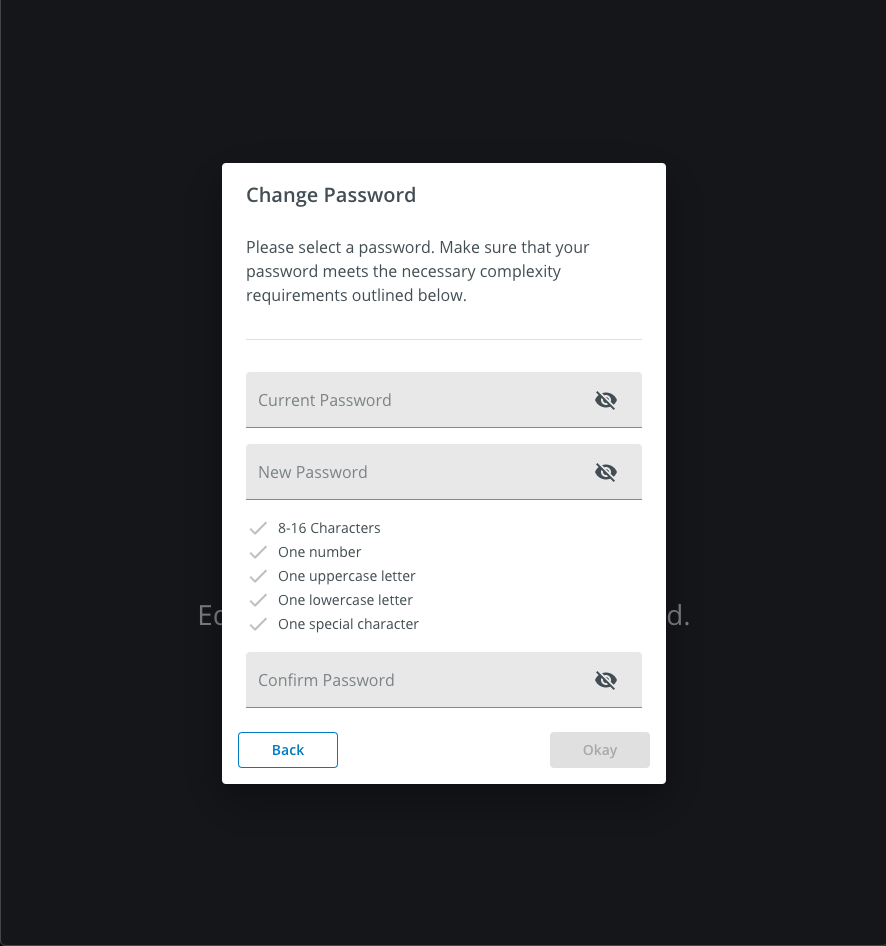 Change Password
Please select a password. Make sure that your
password meets the necessary complexity
requirements outlined below.
Current Password
New Password
8-16 Characters
One number
One uppercase letter
One lowercase letter
One special character
Confirm Password
Back
Okay